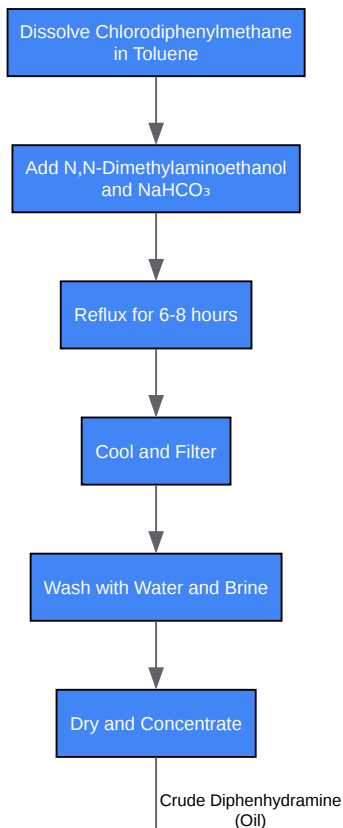 Dissolve Chlorodiphenylmethane
in Toluene
Add N,N-Dimethylaminoethanol
and NaHCO₃
Reflux for 6-8 hours
Cool and Filter
Wash with Water and Brine
Dry and Concentrate
Crude Diphenhydramine
(Oil)